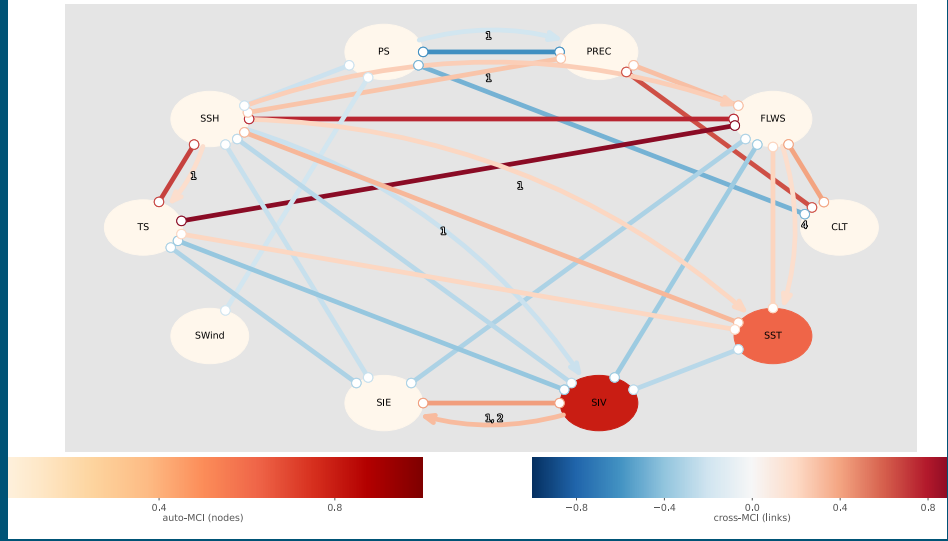 PS
1
PREC
1
SSH
FLWS
1
1
TS
1
4
CLT
SWind
SST
SIE
SIV
1, 2
0.4
0.8
auto-MCI (nodes)
−0.8
−0.4
0.0
0.4
0.8
cross-MCI (links)